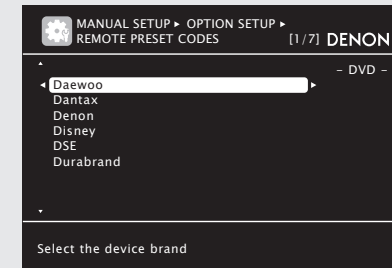 MANUAL SETUP ▸ OPTION SETUP ▸
REMOTE PRESET CODES [1/7] DENON
– DVD –
Daewoo
Dantax
Denon
Disney
DSE
Durabrand
Select the device brand